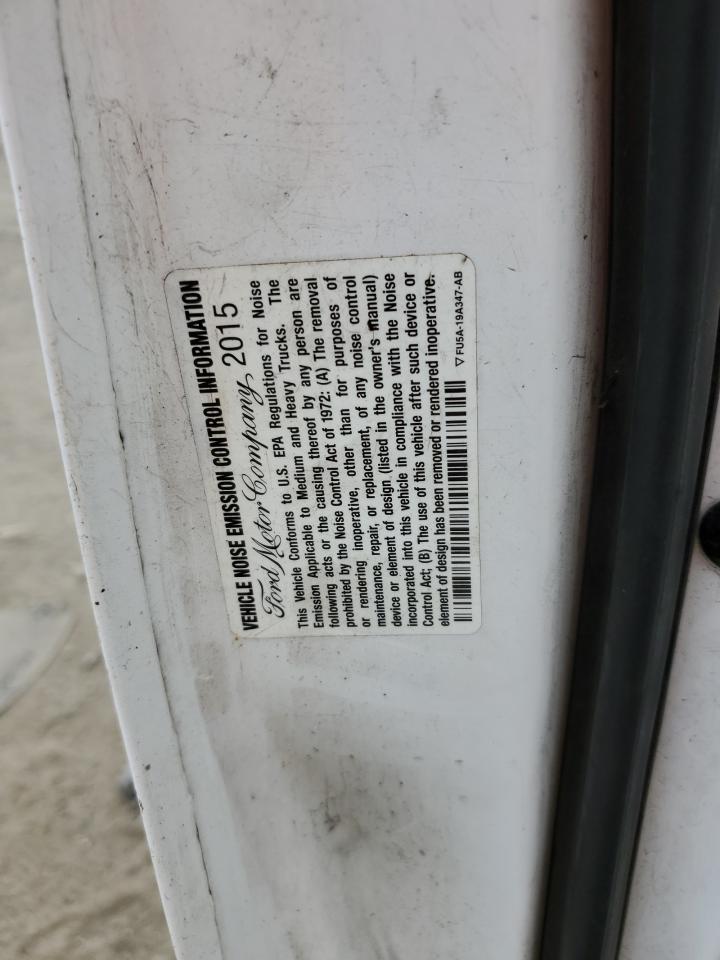 VEHICLE NOISE EMISSION CONTROL INFORMATION
Ford Motor Company 2015
This Vehicle Conforms to U.S. EPA Regulations for Noise
Emission Applicable to Medium and Heavy Trucks. The
following acts or the causing thereof by any person are
prohibited by the Noise Control Act of 1972: (A) The removal
or rendering inoperative, other than for purposes of
maintenance, repair, or replacement, of any noise control
device or element of design (listed in the owner's manual)
incorporated into this vehicle in compliance with the Noise
Control Act; (B) The use of this vehicle after such device or
element of design has been removed or rendered inoperative.
▽ FU5A-19A347-AB